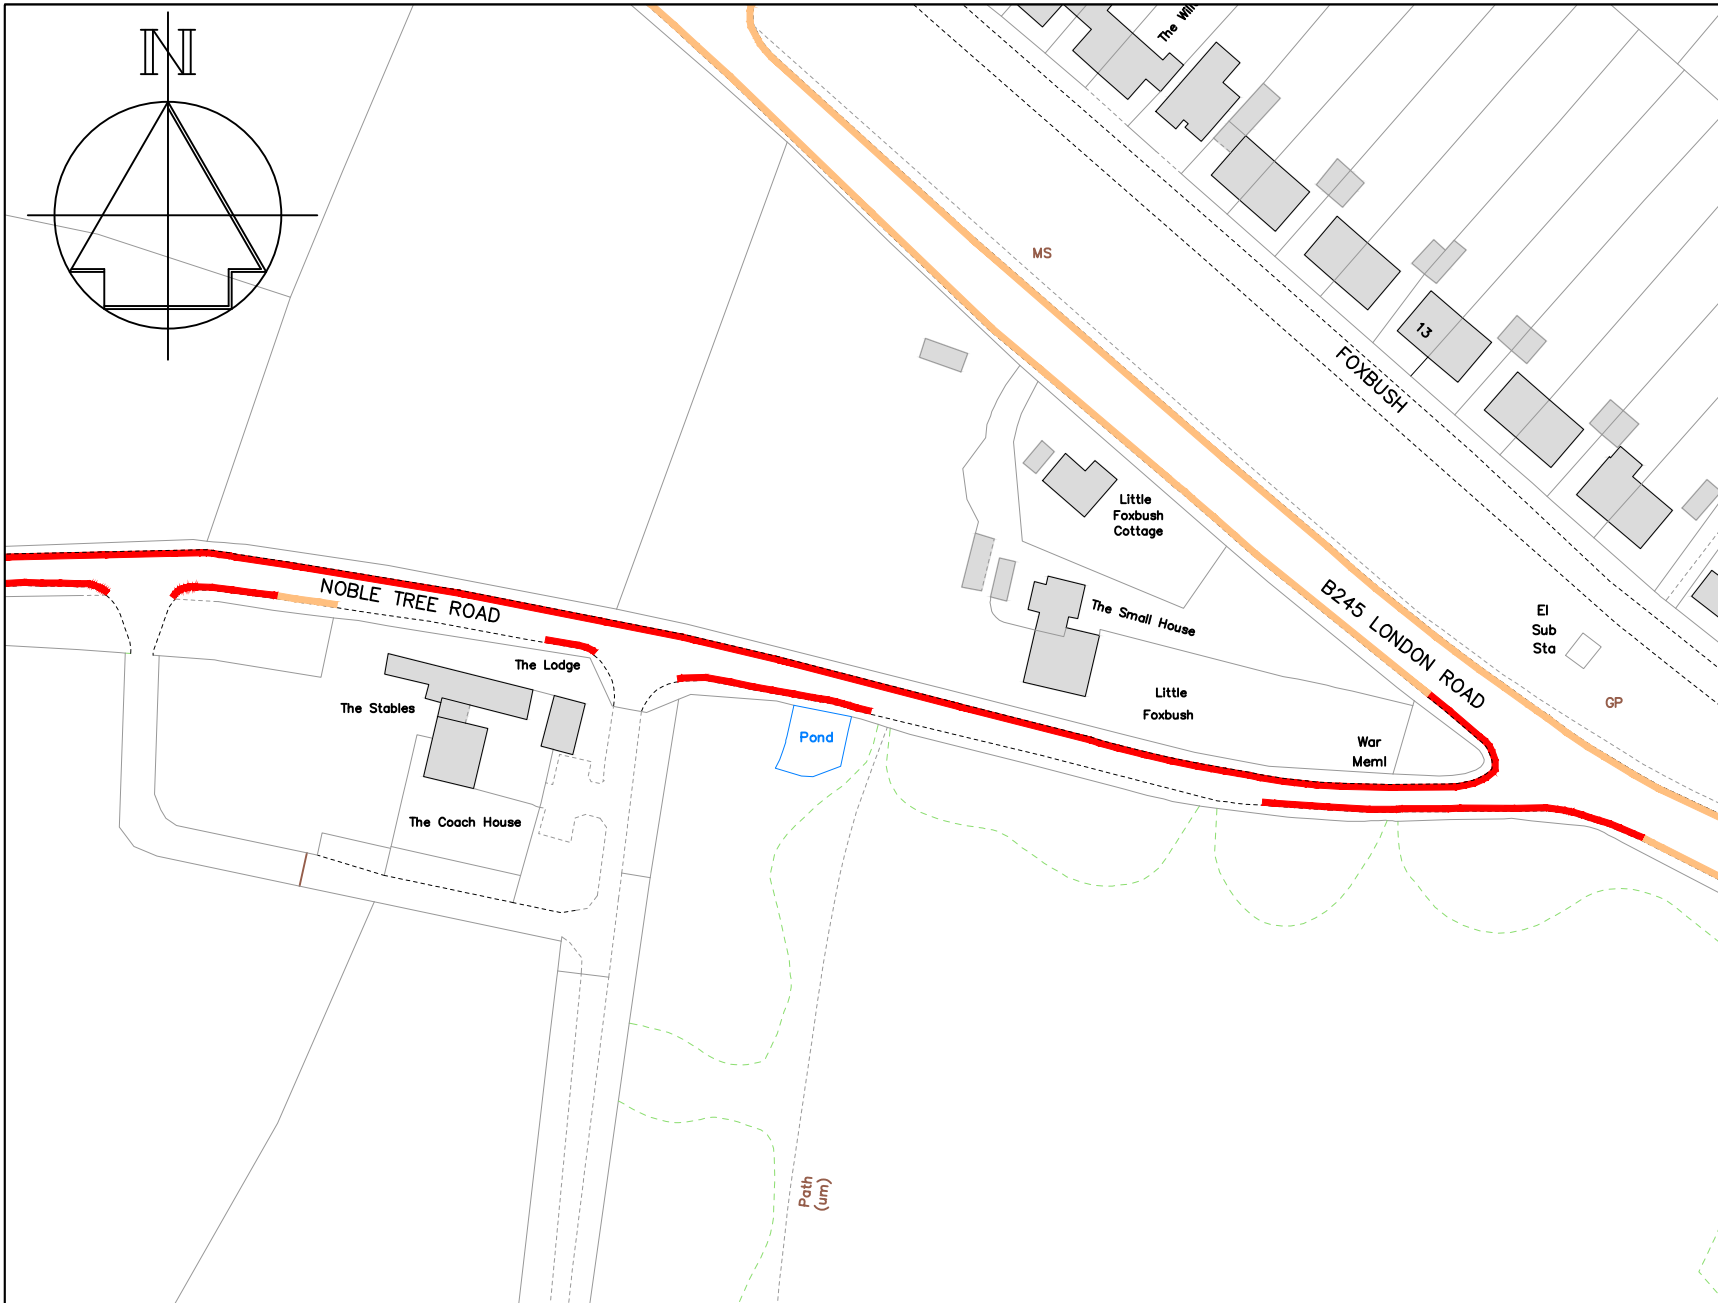 N
The
MS
13
FOXBUSH
Little
Foxbush
Cottage
NOBLE TREE ROAD
B245 LONDON ROAD
The Small House
El
Sub
Sta
The Lodge
The Stables
Little
Foxbush
GP
Pond
War
Meml
The Coach House
Path
(um)